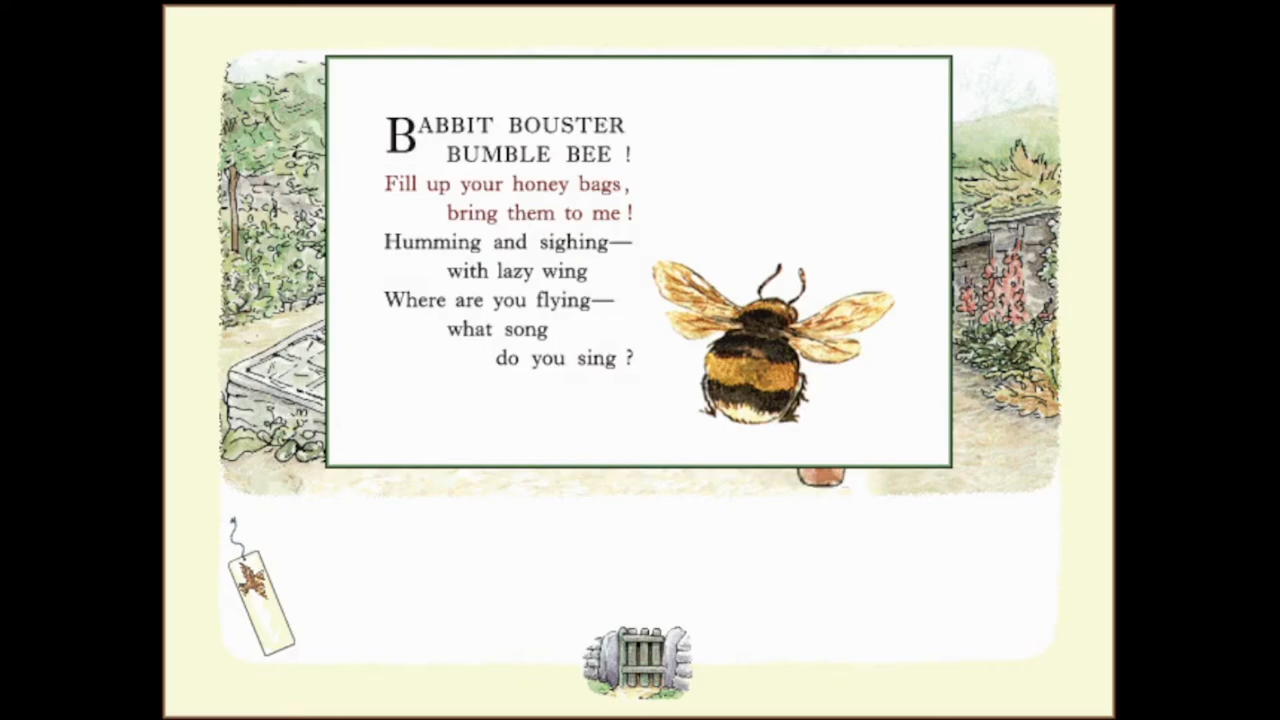 BABBIT BOUSTER
BUMBLE BEE !
Fill up your honey bags,
bring them to me !
Humming and sighing—
with lazy wing
Where are you flying—
what song
do you sing ?